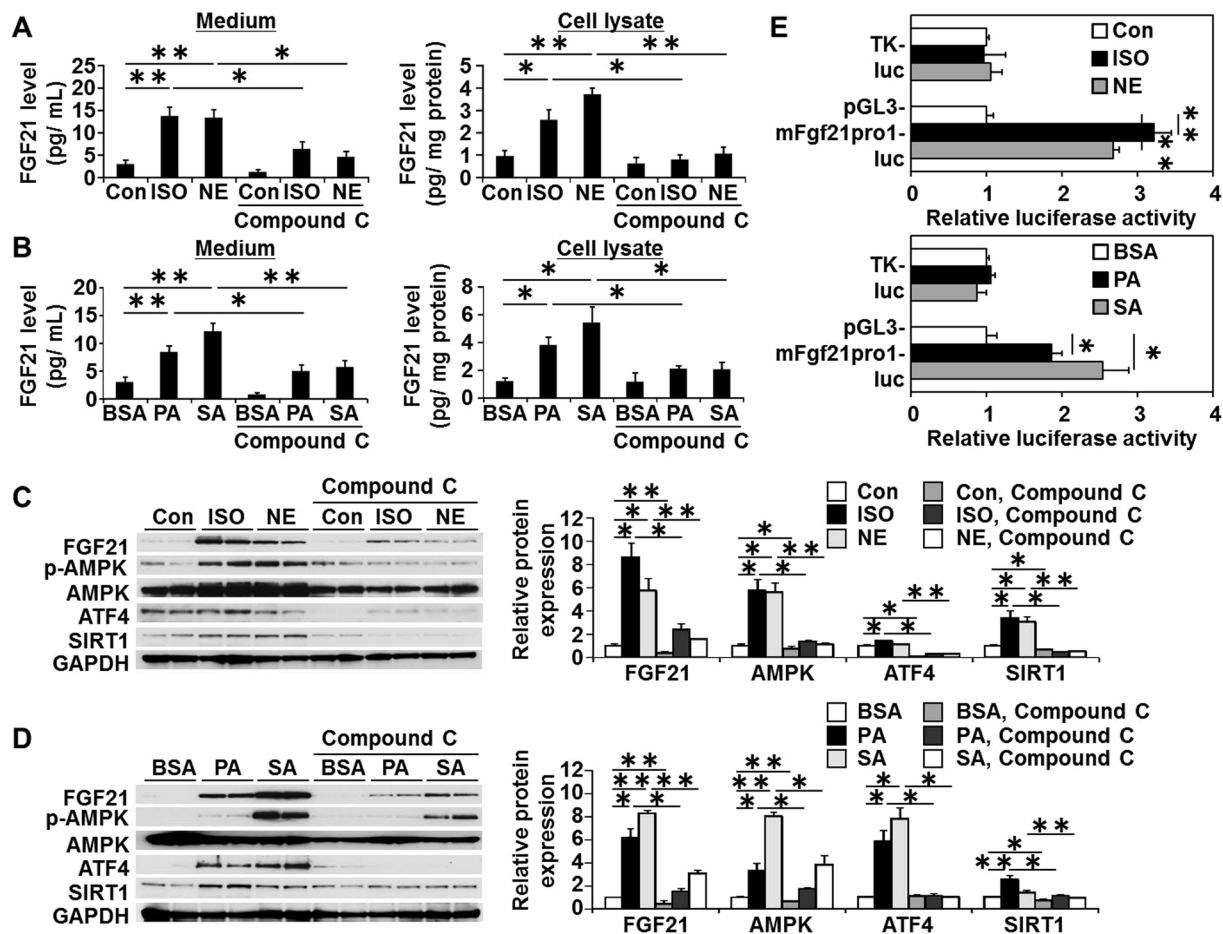 A
Medium
FGF21 level
(pg/ mL)
25
20
15
10
5
0
** * ** *
Con ISO NE Con ISO NE
Compound C
Cell lysate
FGF21 level
(pg/ mg protein)
5
4
3
2
1
0
** ** * *
Con ISO NE Con ISO NE
Compound C
B
Medium
FGF21 level
(pg/ mL)
20
15
10
5
0
** ** ** *
BSA PA SA BSA PA SA
Compound C
Cell lysate
FGF21 level
(pg/ mg protein)
10
8
6
4
2
0
* * * *
BSA PA SA BSA PA SA
Compound C
E
Con
ISO
NE
TK-
luc
pGL3-
mFgf21pro1-
luc
**
**
0 1 2 3 4
Relative luciferase activity
BSA
PA
SA
TK-
luc
pGL3-
mFgf21pro1-
luc
* *
0 1 2 3 4
Relative luciferase activity
C
Compound C
Con ISO NE Con ISO NE
FGF21
p-AMPK
AMPK
ATF4
SIRT1
GAPDH
Con
ISO
NE
Con, Compound C
ISO, Compound C
NE, Compound C
Relative protein
expression
12
10
8
6
4
2
0
** * ** * *
* * ** * *
* ** * *
* * ** * *
FGF21 AMPK ATF4 SIRT1
D
Compound C
BSA PA SA BSA PA SA
FGF21
p-AMPK
AMPK
ATF4
SIRT1
GAPDH
BSA
PA
SA
BSA, Compound C
PA, Compound C
SA, Compound C
Relative protein
expression
12
10
8
6
4
2
0
** ** ** * *
** ** * * *
* * * *
** * ** *
FGF21 AMPK ATF4 SIRT1